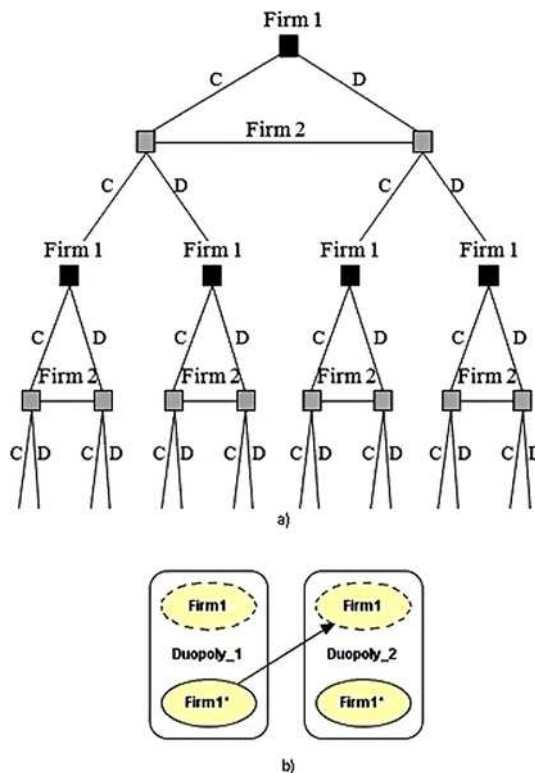 Firm 1
C D
Firm 2
C D C D
Firm 1 Firm 1 Firm 1 Firm 1
C D C D C D C D
Firm 2 Firm 2 Firm 2 Firm 2
C D C D C D C D C D C D C D C D
a)
Firm1 Firm1
Duopoly_1 Duopoly_2
Firm1* Firm1*
b)